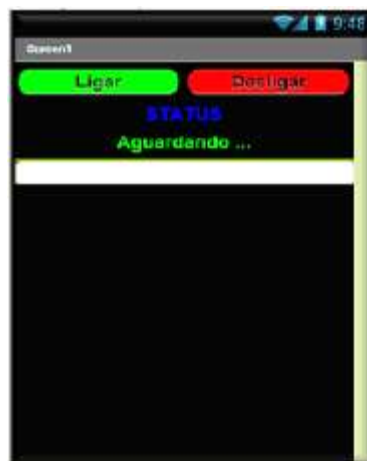 9:48
Screen1
Ligar Desligar
STATUS
Aguardando ...